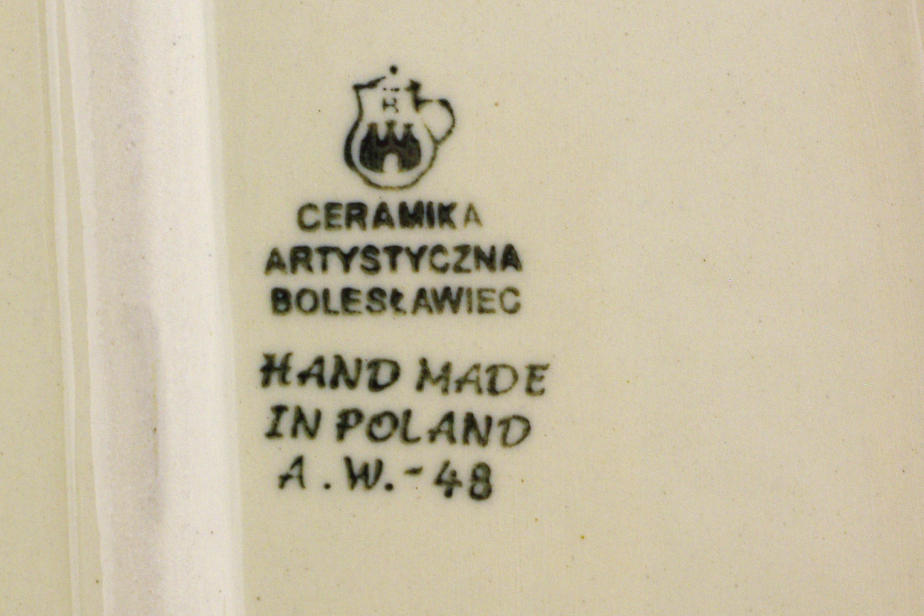 R
CERAMIKA
ARTYSTYCZNA
BOLESŁAWIEC
HAND MADE
IN POLAND
A.W.-48